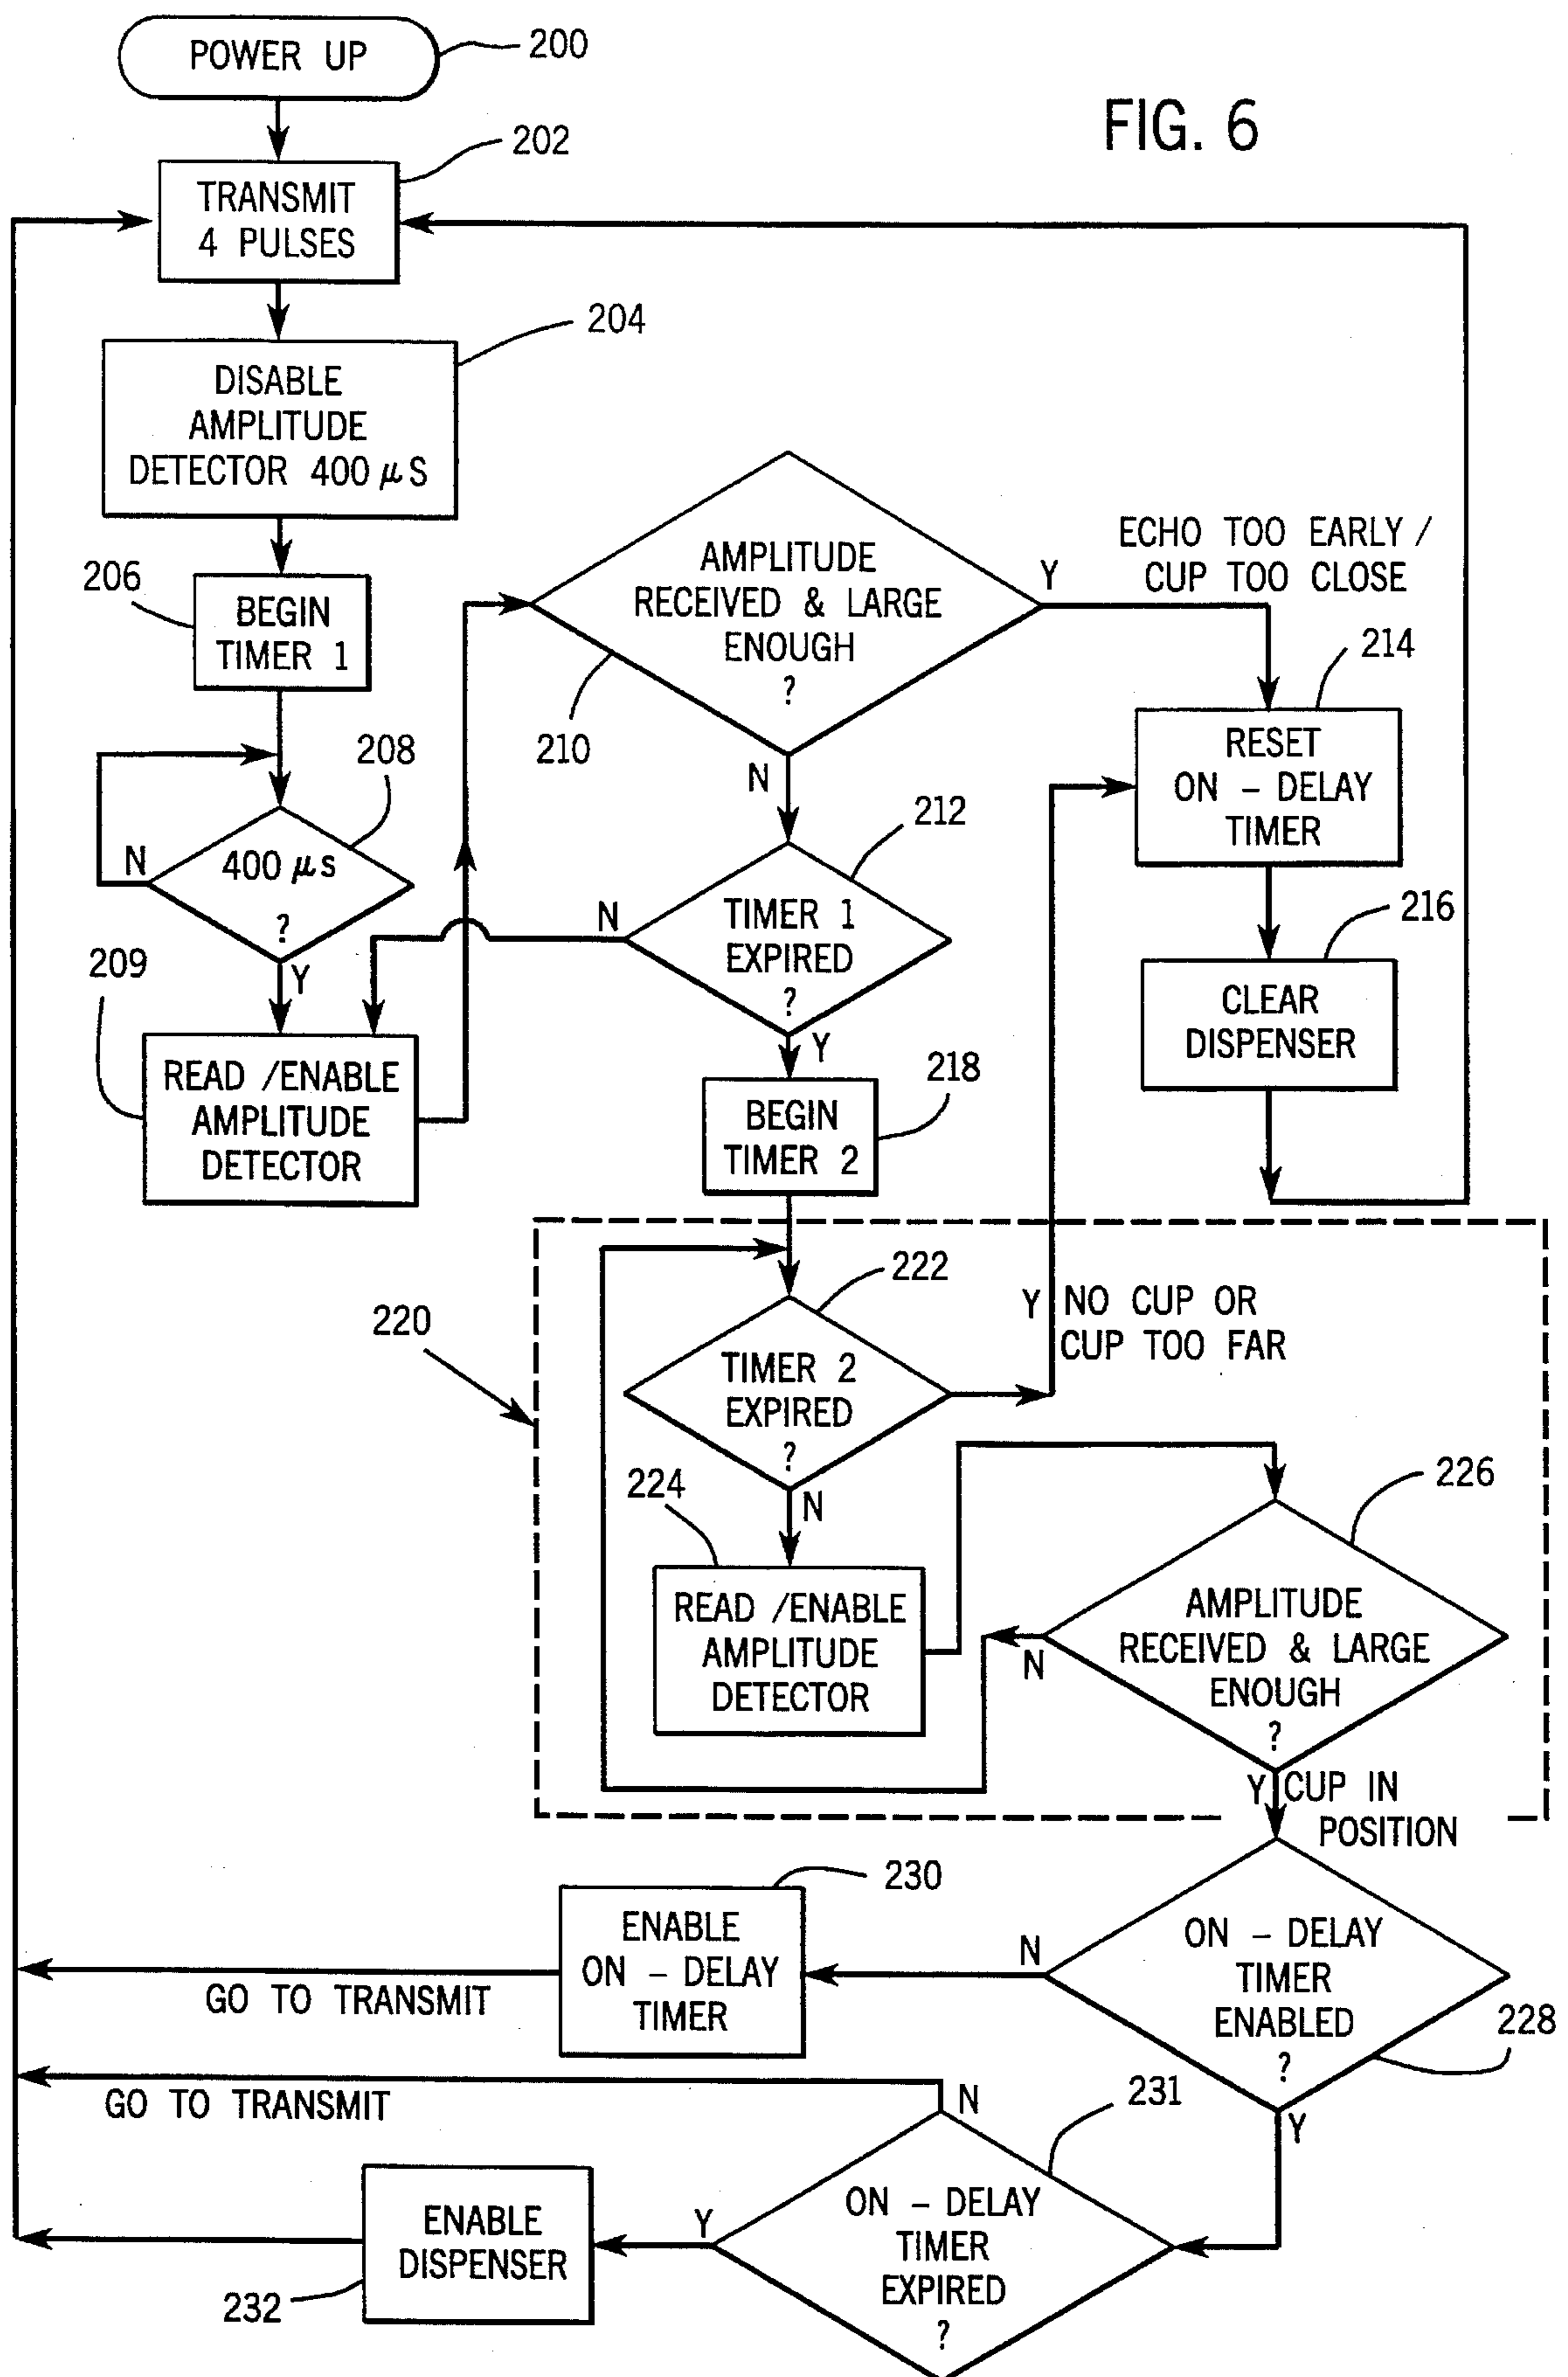 FIG. 6
POWER UP
200
202
TRANSMIT
4 PULSES
204
DISABLE
AMPLITUDE
DETECTOR 400 μS
206
BEGIN
TIMER 1
208
400 μs
?
N
Y
209
READ /ENABLE
AMPLITUDE
DETECTOR
AMPLITUDE
RECEIVED & LARGE
ENOUGH
?
210
Y
N
ECHO TOO EARLY /
CUP TOO CLOSE
214
RESET
ON - DELAY
TIMER
212
TIMER 1
EXPIRED
?
N
Y
216
CLEAR
DISPENSER
218
BEGIN
TIMER 2
220
222
TIMER 2
EXPIRED
?
Y
NO CUP OR
CUP TOO FAR
N
224
READ /ENABLE
AMPLITUDE
DETECTOR
226
AMPLITUDE
RECEIVED & LARGE
ENOUGH
?
N
Y
CUP IN
POSITION
228
ON - DELAY
TIMER
ENABLED
?
N
Y
230
ENABLE
ON - DELAY
TIMER
GO TO TRANSMIT
GO TO TRANSMIT
231
ON - DELAY
TIMER
EXPIRED
?
N
Y
ENABLE
DISPENSER
232